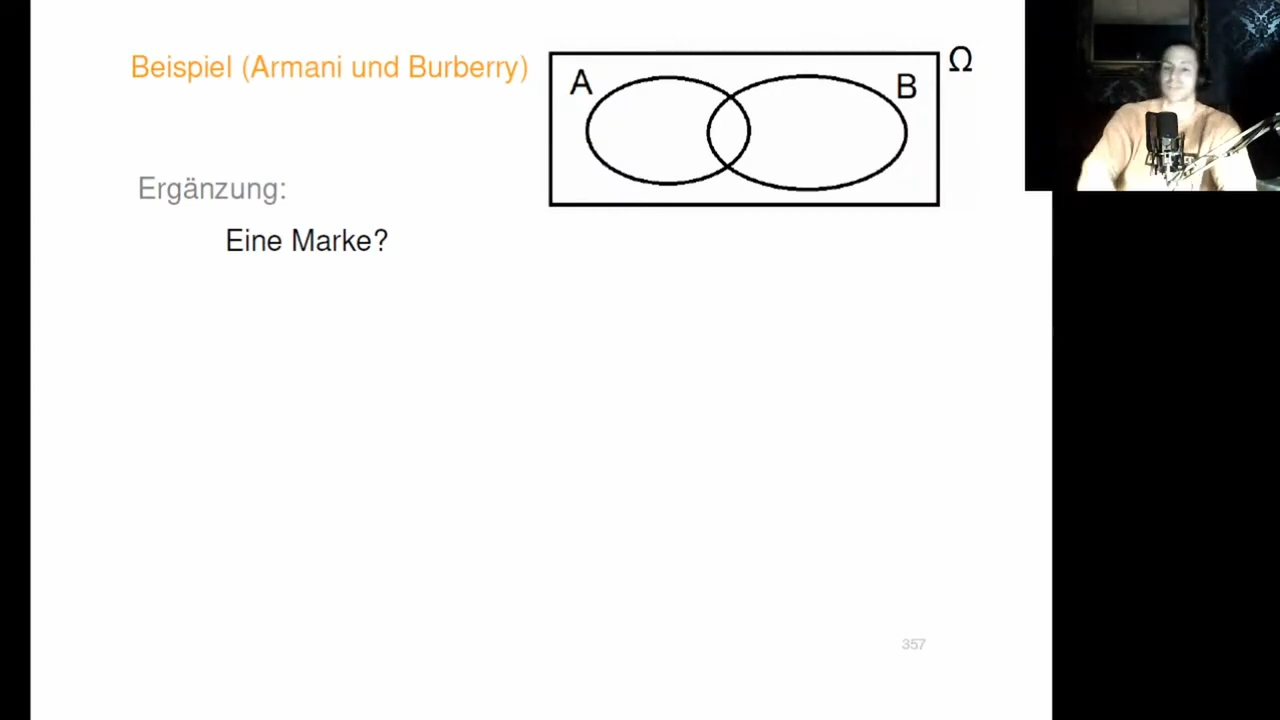 Beispiel (Armani und Burberry)
A
B
Ω
Ergänzung:
Eine Marke?
357